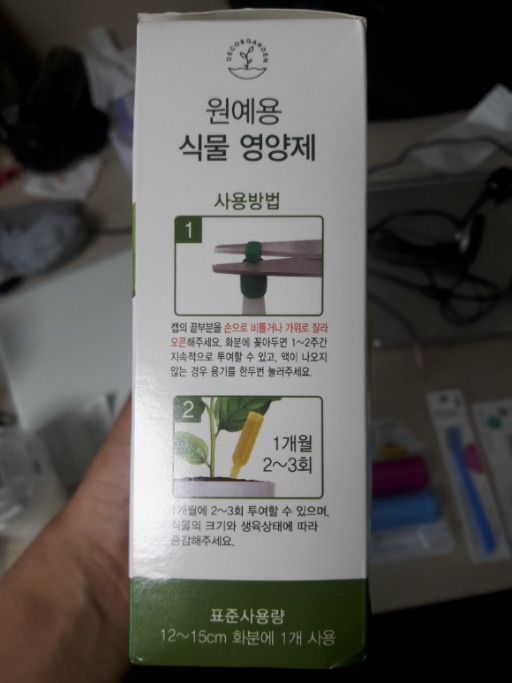 DECO&GARDEN
원예용
식물 영양제
사용방법
1
캡의 끝부분을 손으로 비틀거나 가위로 잘라
오픈해주세요. 화분에 꽂아두면 1~2주간
지속적으로 투여할 수 있고, 액이 나오지
않는 경우 용기를 한두번 눌러주세요.
2
1개월
2~3회
1개월에 2~3회 투여할 수 있으며,
식물의 크기와 생육상태에 따라
증감해주세요.
표준사용량
12~15cm 화분에 1개 사용